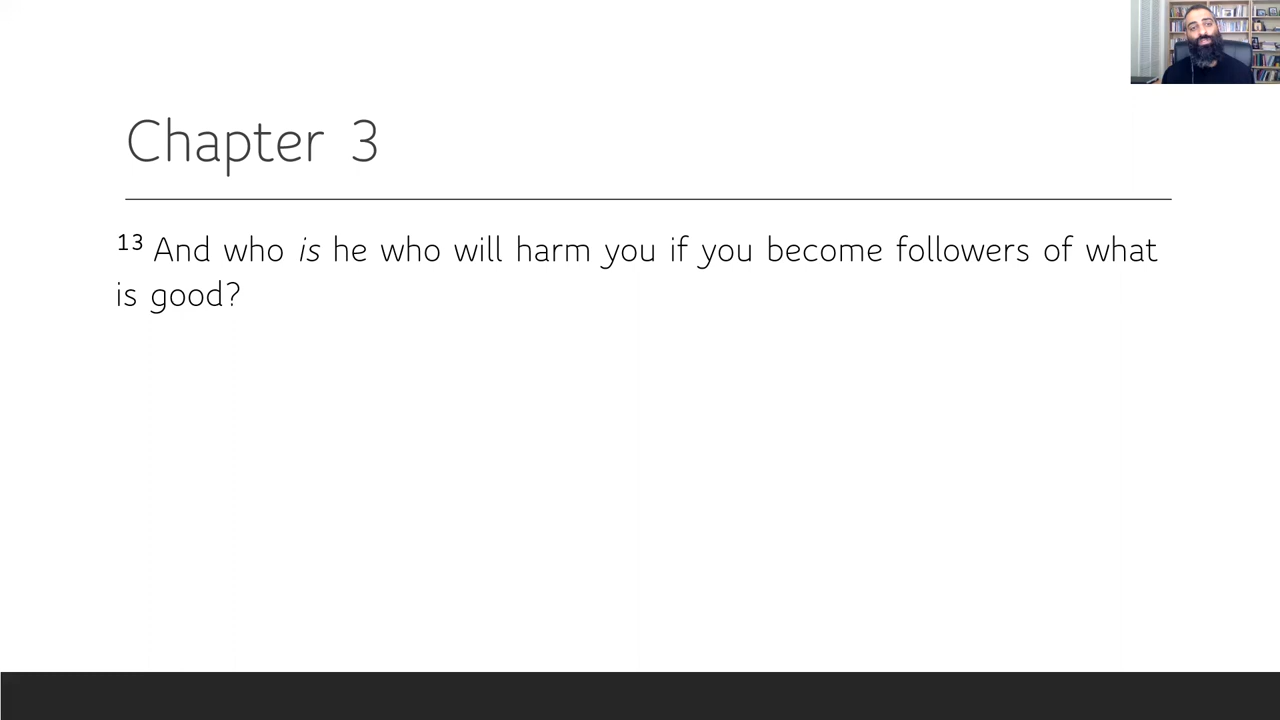 Chapter 3
13 And who is he who will harm you if you become followers of what
is good?